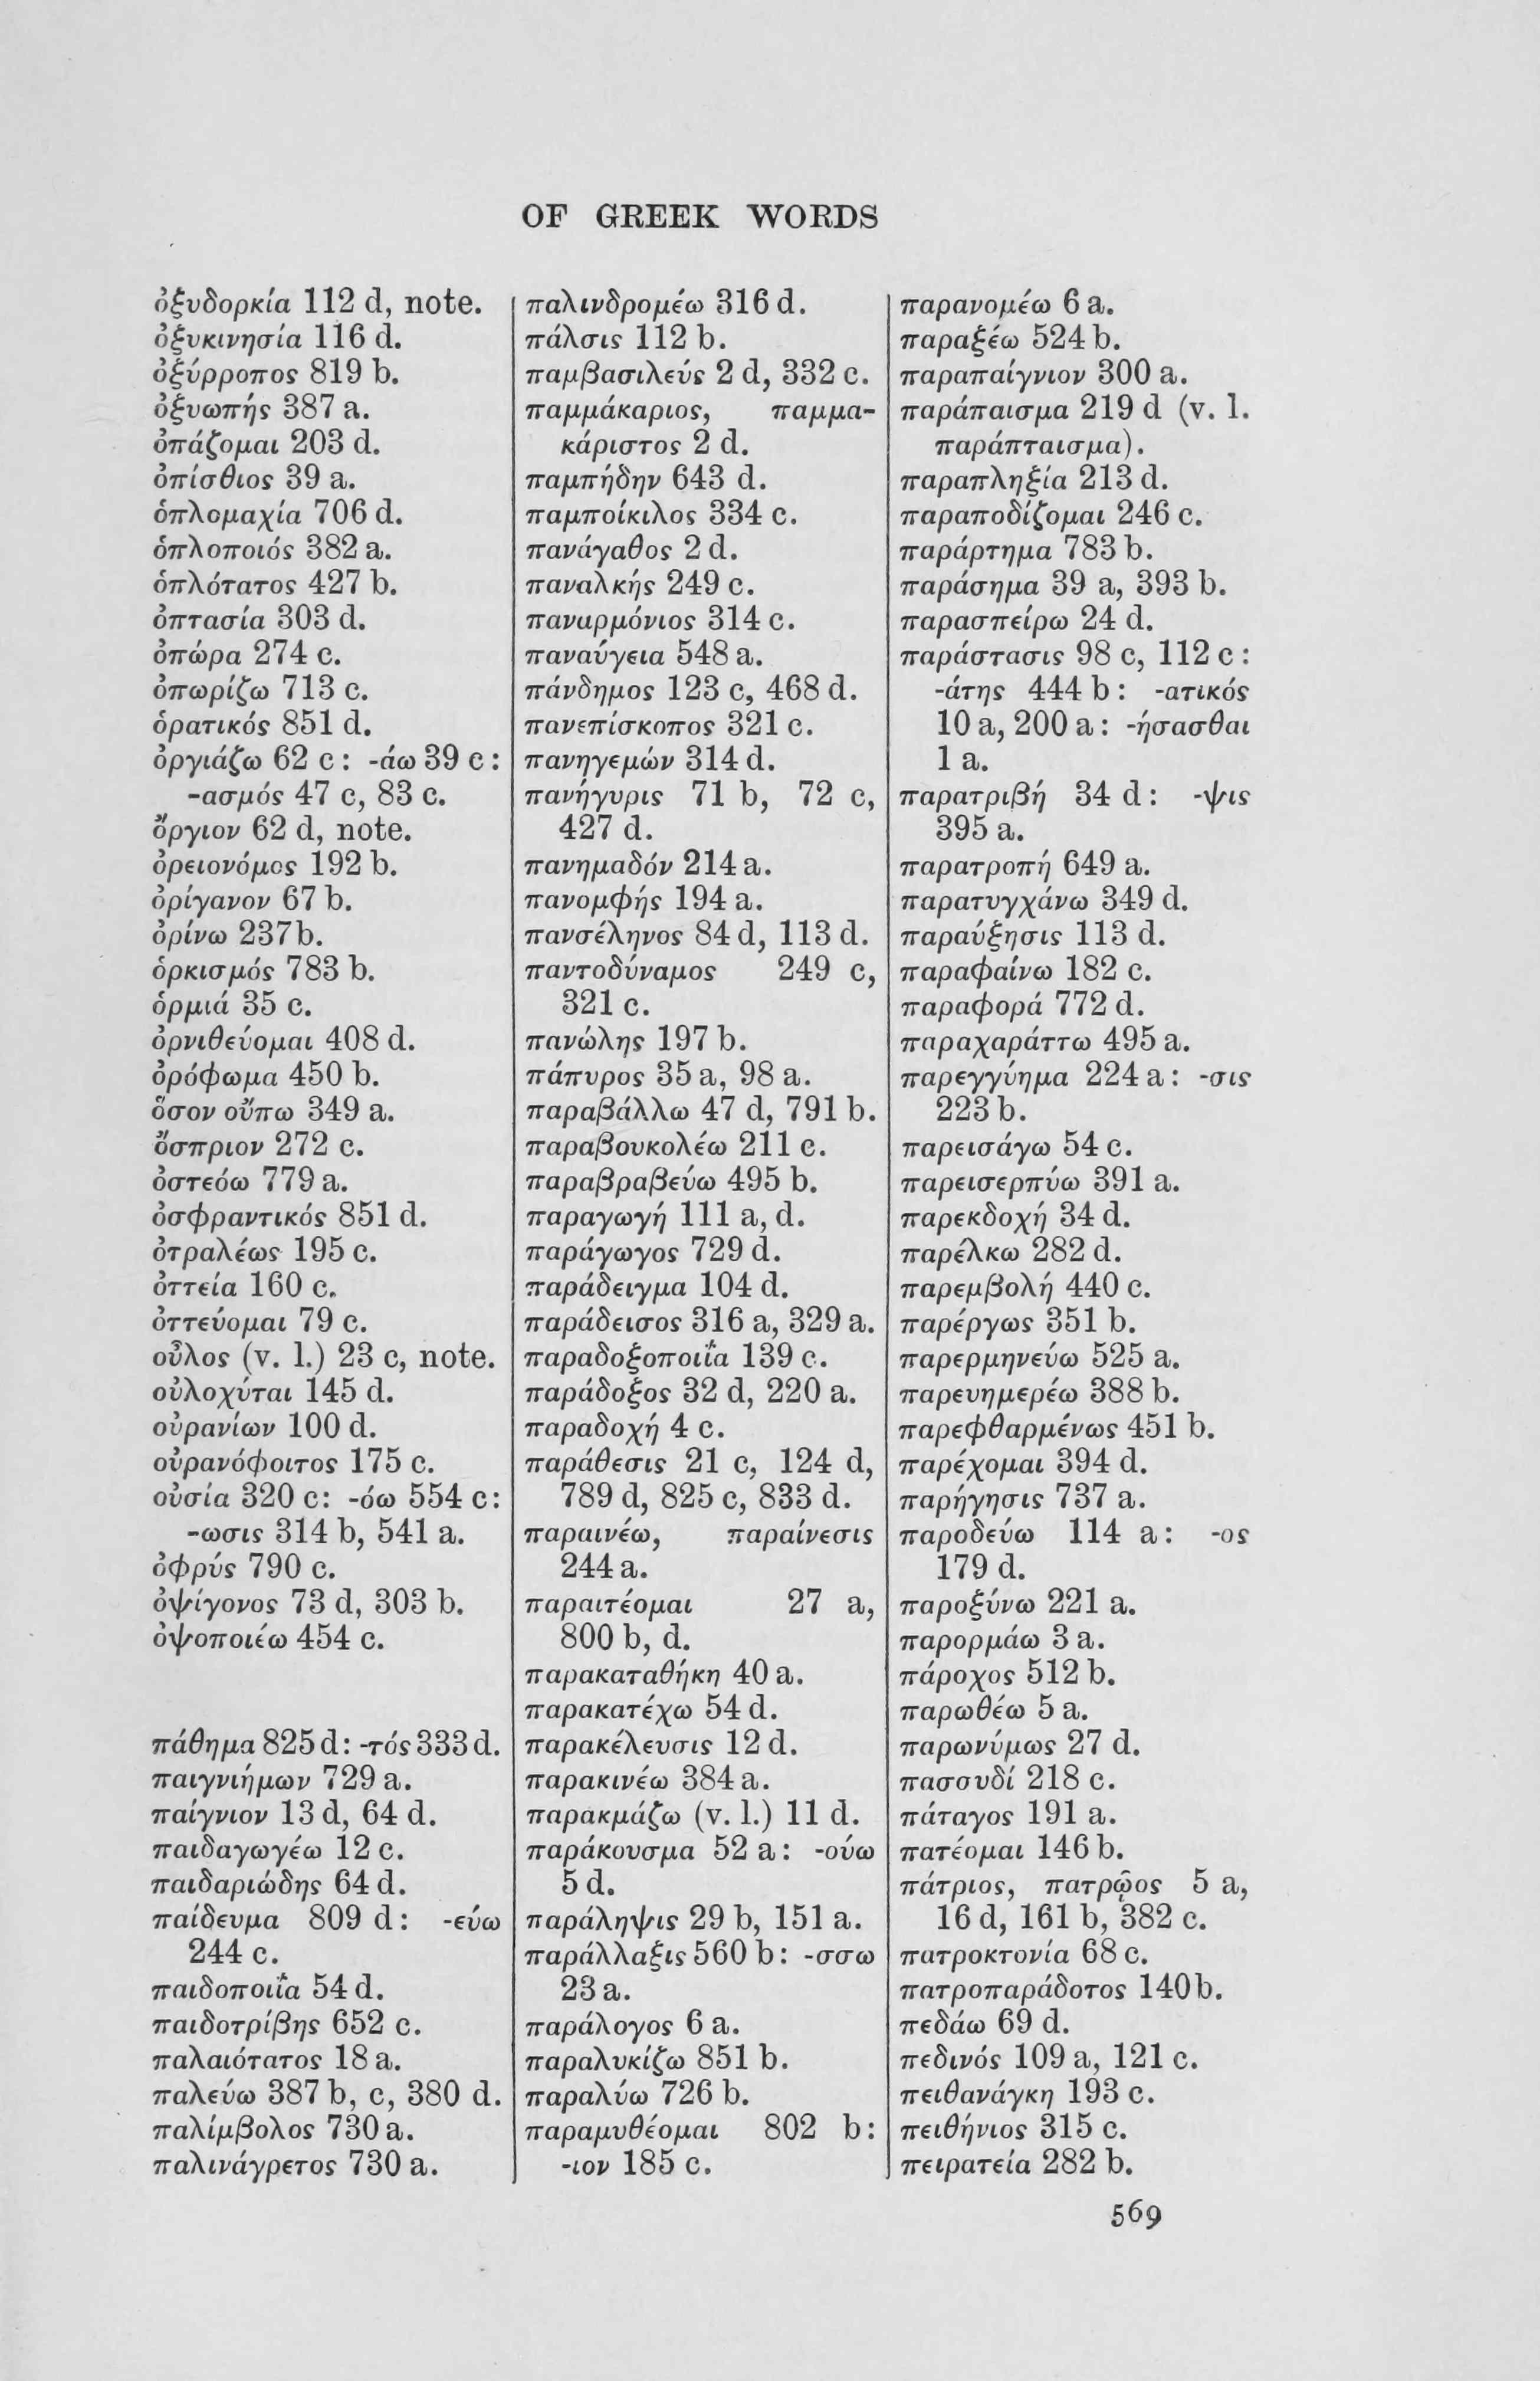 OF GREEK WORDS
ὀξυδορκία 112 d, note.
ὀξυκινησία 116 d.
ὀξύρροπος 819 b.
ὀξυωπής 387 a.
ὀπάζομαι 203 d.
ὀπίσθιος 39 a.
ὁπλομαχία 706 d.
ὁπλοποιός 382 a.
ὁπλότατος 427 b.
ὀπτασία 303 d.
ὀπώρα 274 c.
ὀπωρίζω 713 c.
ὁρατικός 851 d.
ὀργιάζω 62 c : -άω 39 c :
-ασμός 47 c, 83 c.
ὄργιον 62 d, note.
ὀρειονόμος 192 b.
ὀρίγανον 67 b.
ὀρίνω 237 b.
ὁρκισμός 783 b.
ὁρμιά 35 c.
ὀρνιθεύομαι 408 d.
ὀρόφωμα 450 b.
ὅσον οὔπω 349 a.
ὄσπριον 272 c.
ὀστεόω 779 a.
ὀσφραντικός 851 d.
ὀτραλέως 195 c.
ὀττεία 160 c.
ὀττεύομαι 79 c.
οὖλος (v. l.) 23 c, note.
οὐλοχύται 145 d.
οὐρανίων 100 d.
οὐρανόφοιτος 175 c.
οὐσία 320 c : -όω 554 c :
-ωσις 314 b, 541 a.
ὀφρύς 790 c.
ὀψίγονος 73 d, 303 b.
ὀψοποιέω 454 c.
πάθημα 825 d : -τός 333 d.
παιγνιήμων 729 a.
παίγνιον 13 d, 64 d.
παιδαγωγέω 12 c.
παιδαριώδης 64 d.
παίδευμα 809 d : -εύω
244 c.
παιδοποιΐα 54 d.
παιδοτρίβης 652 c.
παλαιότατος 18 a.
παλεύω 387 b, c, 380 d.
παλίμβολος 730 a.
παλινάγρετος 730 a.
παλινδρομέω 316 d.
πάλσις 112 b.
παμβασιλεύς 2 d, 332 c.
παμμάκαριος, παμμα-
κάριστος 2 d.
παμπήδην 643 d.
παμποίκιλος 334 c.
πανάγαθος 2 d.
παναλκής 249 c.
παναρμόνιος 314 c.
παναύγεια 548 a.
πάνδημος 123 c, 468 d.
πανεπίσκοπος 321 c.
πανηγεμών 314 d.
πανήγυρις 71 b, 72 c,
427 d.
πανημαδόν 214 a.
πανομφής 194 a.
πανσέληνος 84 d, 113 d.
παντοδύναμος 249 c,
321 c.
πανώλης 197 b.
πάπυρος 35 a, 98 a.
παραβάλλω 47 d, 791 b.
παραβουκολέω 211 c.
παραβραβεύω 495 b.
παραγωγή 111 a, d.
παράγωγος 729 d.
παράδειγμα 104 d.
παράδεισος 316 a, 329 a.
παραδοξοποιΐα 139 c.
παράδοξος 32 d, 220 a.
παραδοχή 4 c.
παράθεσις 21 c, 124 d,
789 d, 825 c, 833 d.
παραινέω, παραίνεσις
244 a.
παραιτέομαι 27 a,
800 b, d.
παρακαταθήκη 40 a.
παρακατέχω 54 d.
παρακέλευσις 12 d.
παρακινέω 384 a.
παρακμάζω (v. l.) 11 d.
παράκουσμα 52 a : -ούω
5 d.
παράληψις 29 b, 151 a.
παράλλαξις 560 b : -σσω
23 a.
παράλογος 6 a.
παραλυκίζω 851 b.
παραλύω 726 b.
παραμυθέομαι 802 b :
-ιον 185 c.
παρανομέω 6 a.
παραξέω 524 b.
παραπαίγνιον 300 a.
παράπαισμα 219 d (v. l.
παράπταισμα).
παραπληξία 213 d.
παραποδίζομαι 246 c.
παράρτημα 783 b.
παράσημα 39 a, 393 b.
παρασπείρω 24 d.
παράστασις 98 c, 112 c :
-άτης 444 b : -ατικός
10 a, 200 a : -ήσασθαι
1 a.
παρατριβή 34 d : -ψις
395 a.
παρατροπή 649 a.
παρατυγχάνω 349 d.
παραύξησις 113 d.
παραφαίνω 182 c.
παραφορά 772 d.
παραχαράττω 495 a.
παρεγγύημα 224 a : -σις
223 b.
παρεισάγω 54 c.
παρεισερπύω 391 a.
παρεκδοχή 34 d.
παρέλκω 282 d.
παρεμβολή 440 c.
παρέργως 351 b.
παρερμηνεύω 525 a.
παρευημερέω 388 b.
παρεφθαρμένως 451 b.
παρέχομαι 394 d.
παρήγησις 737 a.
παροδεύω 114 a : -ος
179 d.
παροξύνω 221 a.
παρορμάω 3 a.
πάροχος 512 b.
παρωθέω 5 a.
παρωνύμως 27 d.
πασσυδί 218 c.
πάταγος 191 a.
πατέομαι 146 b.
πάτριος, πατρῷος 5 a,
16 d, 161 b, 382 c.
πατροκτονία 68 c.
πατροπαράδοτος 140 b.
πεδάω 69 d.
πεδινός 109 a, 121 c.
πειθανάγκη 193 c.
πειθήνιος 315 c.
πειρατεία 282 b.
569